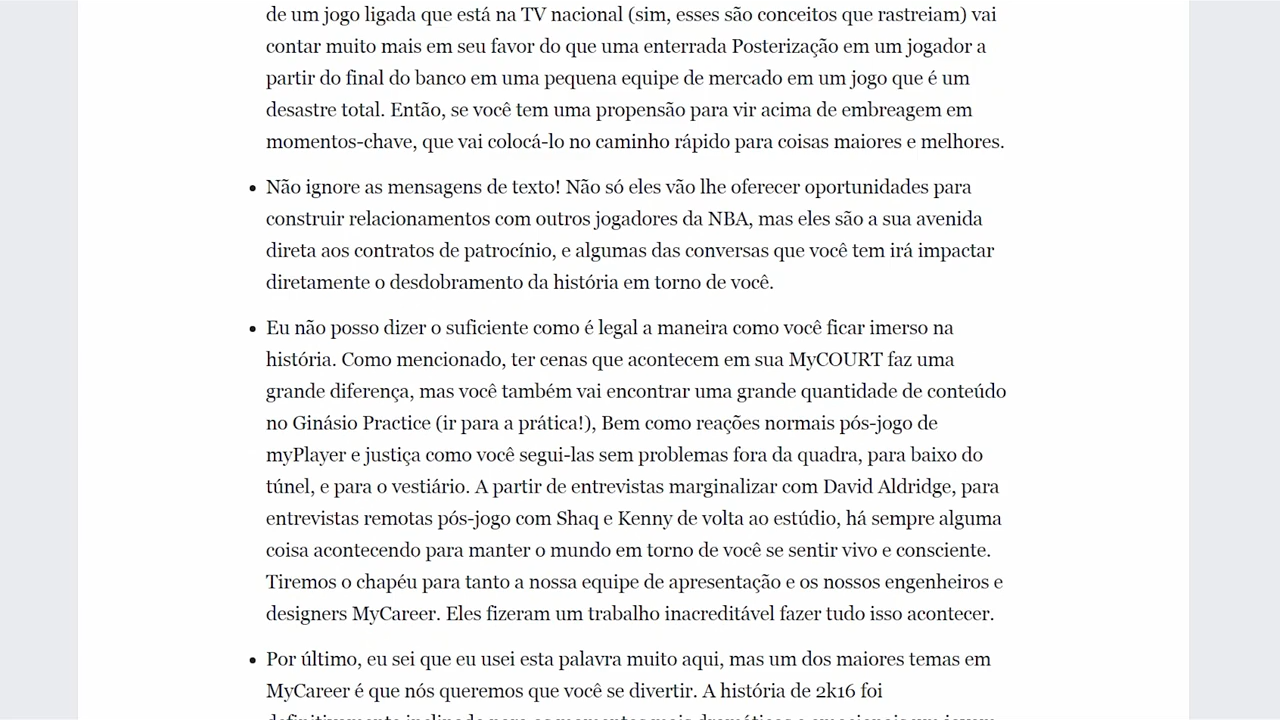 de um jogo ligada que está na TV nacional (sim, esses são conceitos que rastreiam) vai
contar muito mais em seu favor do que uma enterrada Posterização em um jogador a
partir do final do banco em uma pequena equipe de mercado em um jogo que é um
desastre total. Então, se você tem uma propensão para vir acima de embreagem em
momentos-chave, que vai colocá-lo no caminho rápido para coisas maiores e melhores.
• Não ignore as mensagens de texto! Não só eles vão lhe oferecer oportunidades para
construir relacionamentos com outros jogadores da NBA, mas eles são a sua avenida
direta aos contratos de patrocínio, e algumas das conversas que você tem irá impactar
diretamente o desdobramento da história em torno de você.
• Eu não posso dizer o suficiente como é legal a maneira como você ficar imerso na
história. Como mencionado, ter cenas que acontecem em sua MyCOURT faz uma
grande diferença, mas você também vai encontrar uma grande quantidade de conteúdo
no Ginásio Practice (ir para a prática!), Bem como reações normais pós-jogo de
myPlayer e justiça como você segui-las sem problemas fora da quadra, para baixo do
túnel, e para o vestiário. A partir de entrevistas marginalizar com David Aldridge, para
entrevistas remotas pós-jogo com Shaq e Kenny de volta ao estúdio, há sempre alguma
coisa acontecendo para manter o mundo em torno de você se sentir vivo e consciente.
Tiremos o chapéu para tanto a nossa equipe de apresentação e os nossos engenheiros e
designers MyCareer. Eles fizeram um trabalho inacreditável fazer tudo isso acontecer.
• Por último, eu sei que eu usei esta palavra muito aqui, mas um dos maiores temas em
MyCareer é que nós queremos que você se divertir. A história de 2k16 foi